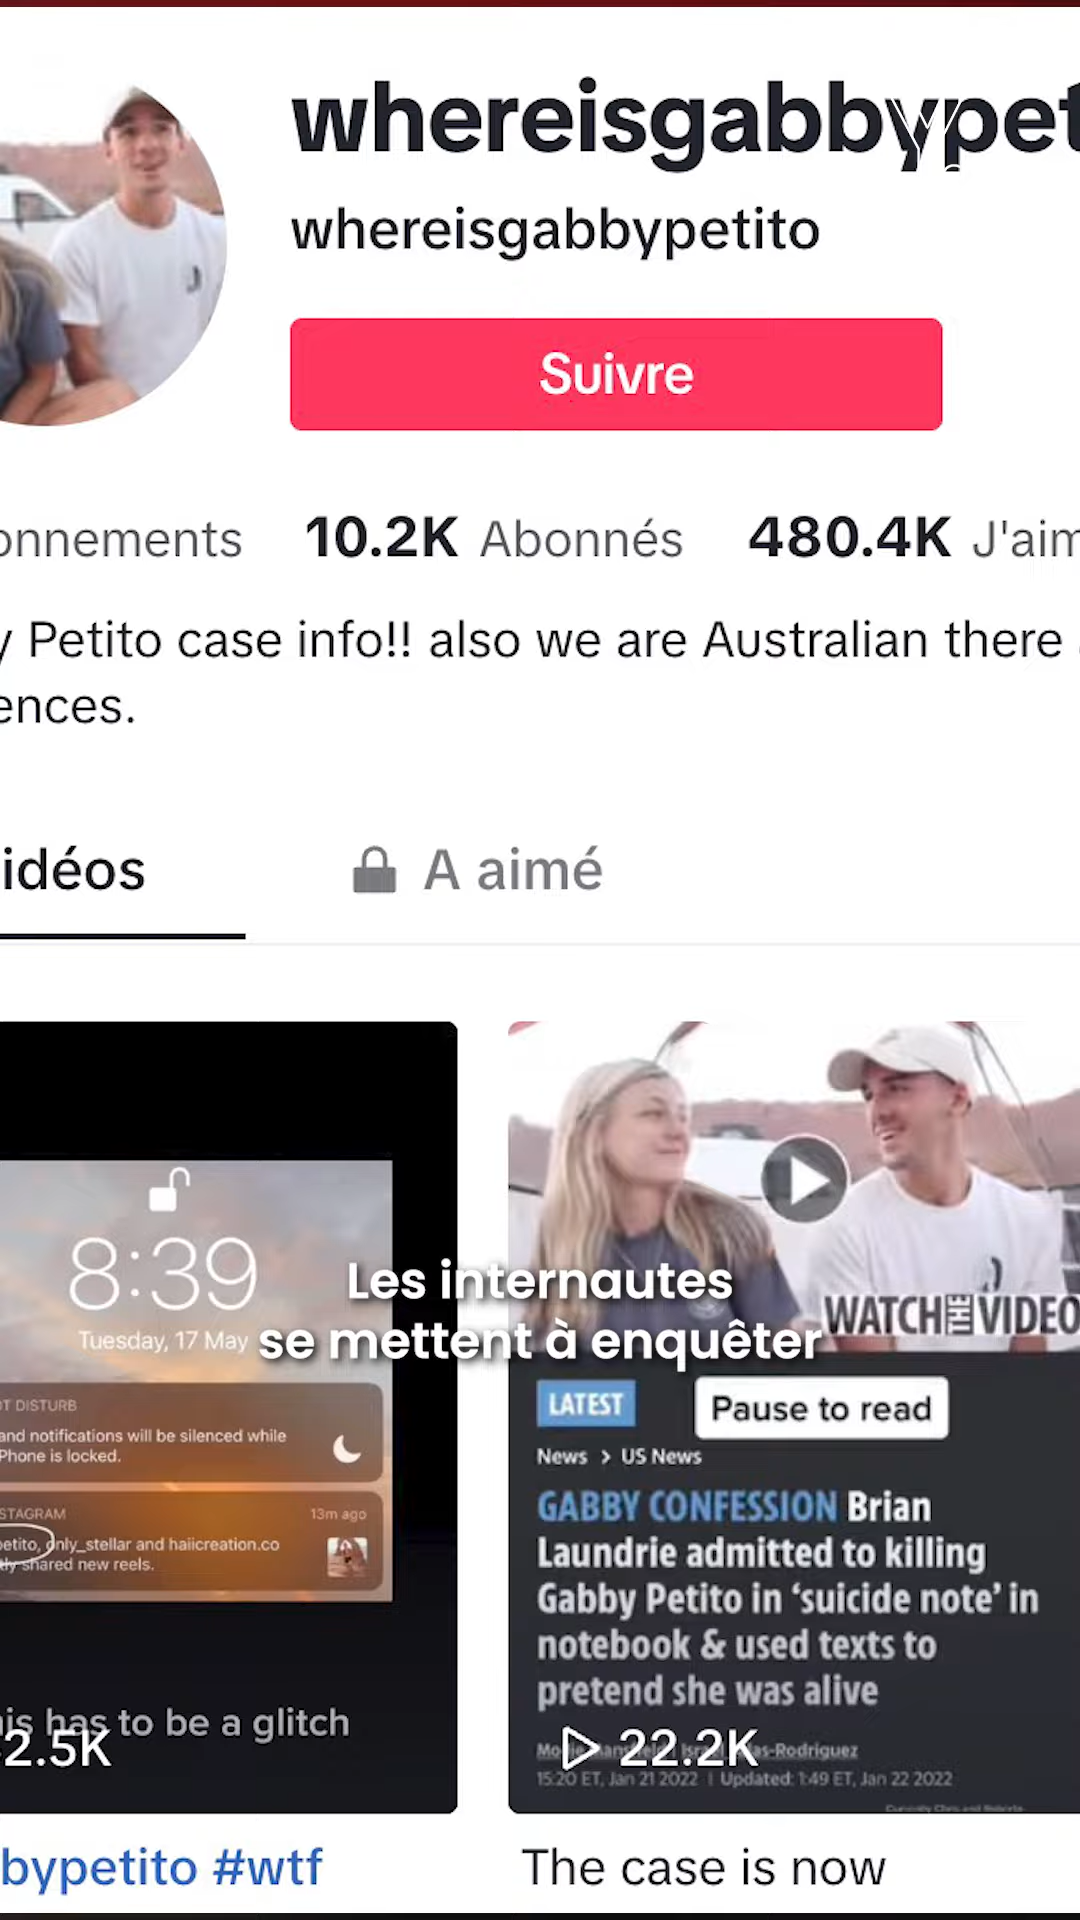 whereisgabbypet
whereisgabbypetito
Suivre
onnements 10.2K Abonnés 480.4K J'aim
y Petito case info!! also we are Australian there
ences.
idéos A aimé
8:39
Tuesday, 17 May
OT DISTURB
and notifications will be silenced while
Phone is locked.
STAGRAM 13m ago
petito, only_stellar and haiicreation.co
tly shared new reels.
is has to be a glitch
2.5K
bypetito #wtf
Les internautes
se mettent à enquêter
WATCH THE VIDEO
LATEST
Pause to read
News > US News
GABBY CONFESSION Brian
Laundrie admitted to killing
Gabby Petito in ‘suicide note’ in
notebook & used texts to
pretend she was alive
22.2K
15:20 ET, Jan 21 2022 | Updated: 1:49 ET, Jan 22 2022
The case is now